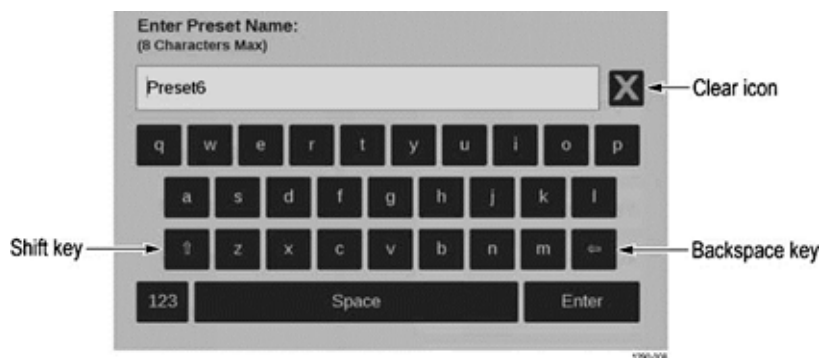 Enter Preset Name:
(8 Characters Max)
Preset6
X
Clear icon
q w e r t y u i o p
a s d f g h j k l
Shift key
⇧ z x c v b n m ⇦
Backspace key
123 Space Enter